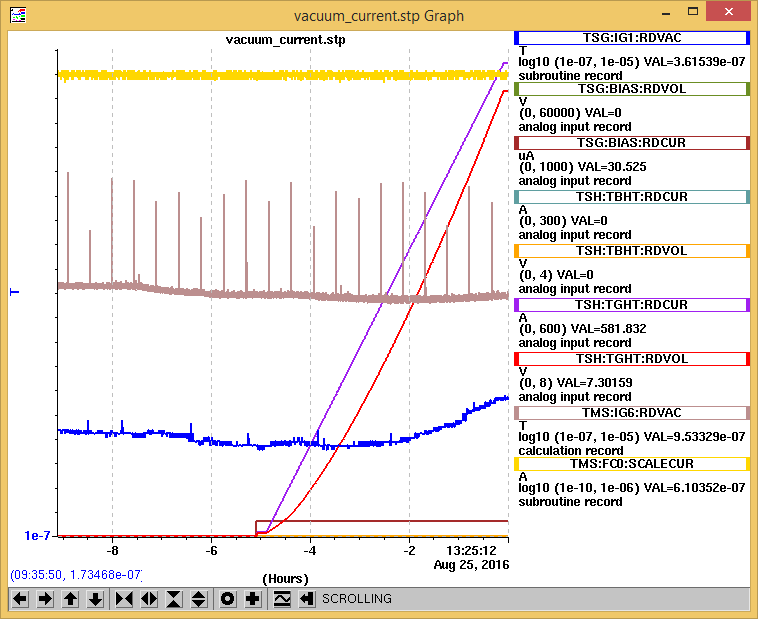 vacuum_current.stp Graph
vacuum_current.stp
T
1e-7
-8
-6
-4
-2
13:25:12
Aug 25, 2016
(Hours)
(09:35:50, 1.73468e-07)
TSG:IG1:RDVAC
T
log10 (1e-07, 1e-05) VAL=3.61539e-07
subroutine record
TSG:BIAS:RDVOL
V
(0, 60000) VAL=0
analog input record
TSG:BIAS:RDCUR
uA
(0, 1000) VAL=30.525
analog input record
TSH:TBHT:RDCUR
A
(0, 300) VAL=0
analog input record
TSH:TBHT:RDVOL
V
(0, 4) VAL=0
analog input record
TSH:TGHT:RDCUR
A
(0, 600) VAL=581.832
analog input record
TSH:TGHT:RDVOL
V
(0, 8) VAL=7.30159
analog input record
TMS:IG6:RDVAC
T
log10 (1e-07, 1e-05) VAL=9.53329e-07
calculation record
TMS:FC0:SCALECUR
A
log10 (1e-10, 1e-06) VAL=6.10352e-07
subroutine record
SCROLLING